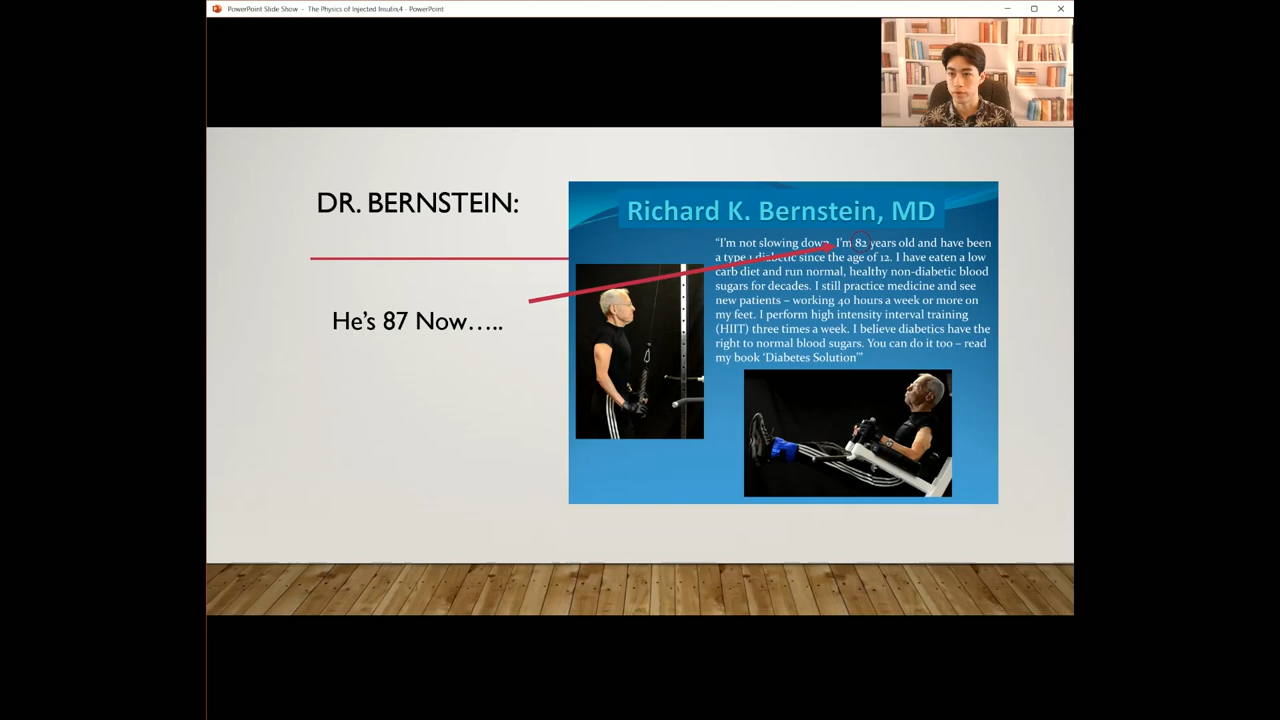 PowerPoint Slide Show - The Physics of Injected Insulin,4 - PowerPoint
DR. BERNSTEIN:
He's 87 Now…..
Richard K. Bernstein, MD
"I'm not slowing down. I'm 82 years old and have been
a type 1 diabetic since the age of 12. I have eaten a low
carb diet and run normal, healthy non-diabetic blood
sugars for decades. I still practice medicine and see
new patients – working 40 hours a week or more on
my feet. I perform high intensity interval training
(HIIT) three times a week. I believe diabetics have the
right to normal blood sugars. You can do it too – read
my book 'Diabetes Solution'"